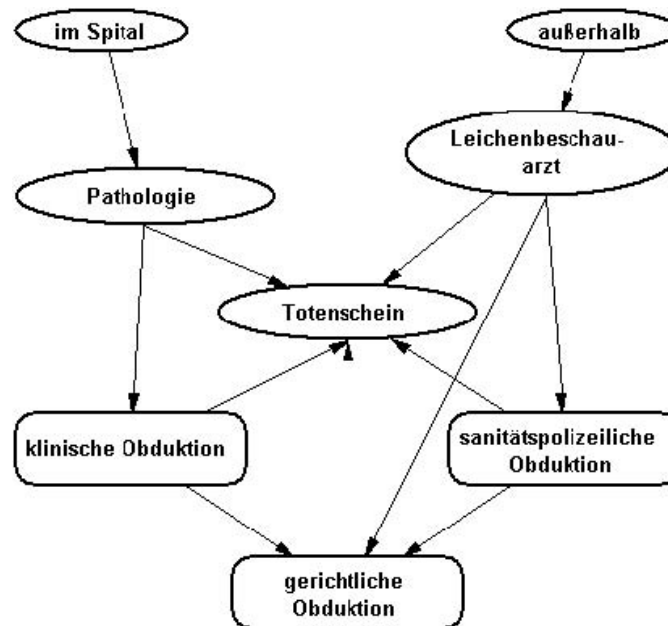 im Spital
außerhalb
Leichenbeschau-
arzt
Pathologie
Totenschein
klinische Obduktion
sanitätspolizeiliche
Obduktion
gerichtliche
Obduktion